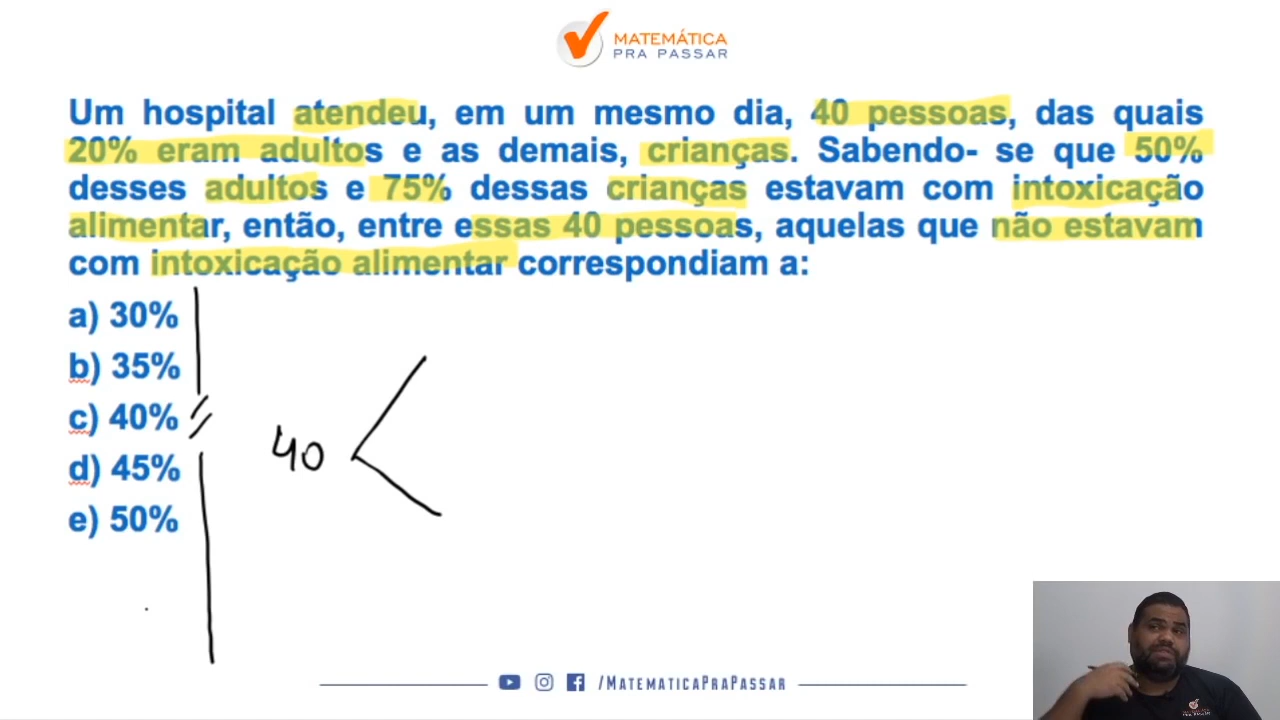 MATEMÁTICA
PRA PASSAR
Um hospital atendeu, em um mesmo dia, 40 pessoas, das quais
20% eram adultos e as demais, crianças. Sabendo- se que 50%
desses adultos e 75% dessas crianças estavam com intoxicação
alimentar, então, entre essas 40 pessoas, aquelas que não estavam
com intoxicação alimentar correspondiam a:
a) 30%
b) 35%
c) 40%
d) 45%
e) 50%
40
/MATEMATICAPRAPASSAR